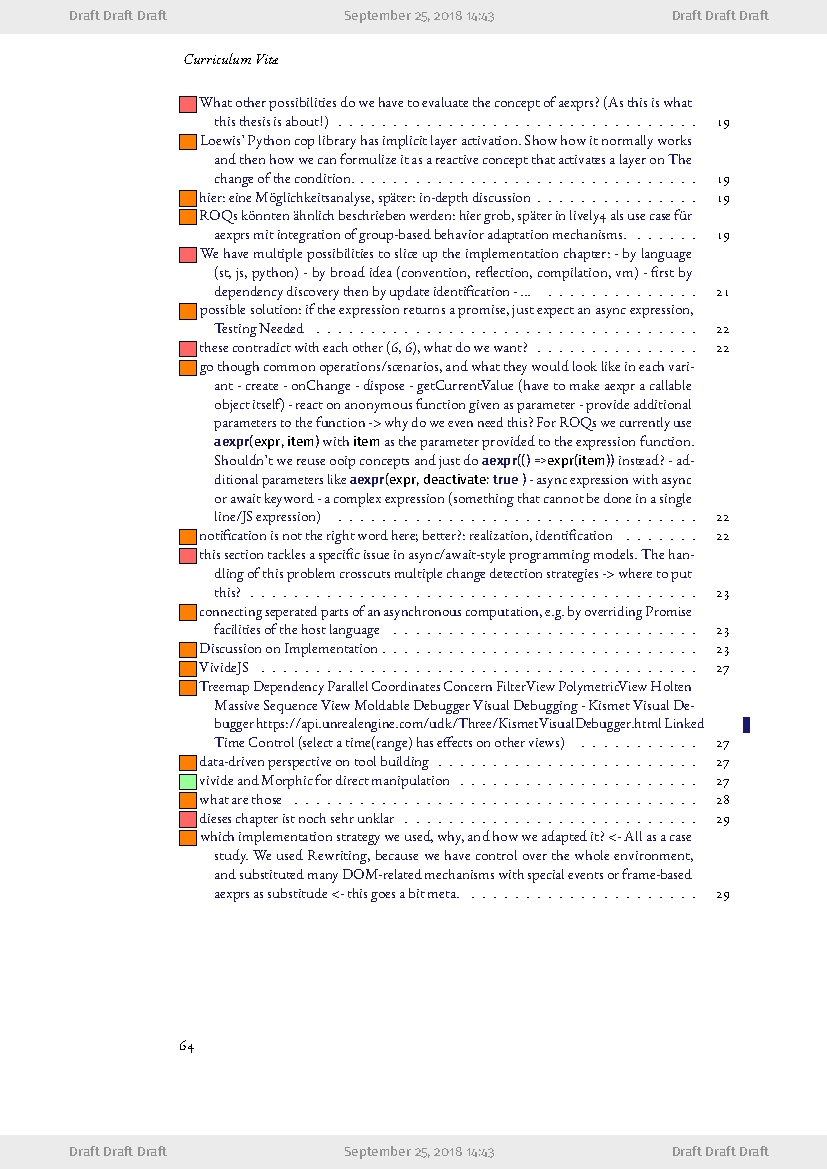 Draft Draft Draft September 25, 2018 14:43 Draft Draft Draft
Curriculum Vitæ
What other possibilities do we have to evaluate the concept of aexprs? (As this is what
this thesis is about!) . . . . . . . . . . . . . . . . . . . . . . . . . . . . . . . . . 19
Loewis' Python cop library has implicit layer activation. Show how it normally works
and then how we can formulize it as a reactive concept that activates a layer on The
change of the condition. . . . . . . . . . . . . . . . . . . . . . . . . . . . . . . . 19
hier: eine Möglichkeitsanalyse, später: in-depth discussion . . . . . . . . . . . . . . . 19
ROQs könnten ähnlich beschrieben werden: hier grob, später in lively4 als use case für
aexprs mit integration of group-based behavior adaptation mechanisms. . . . . . . 19
We have multiple possibilities to slice up the implementation chapter: - by language
(st, js, python) - by broad idea (convention, reflection, compilation, vm) - first by
dependency discovery then by update identification - ... . . . . . . . . . . . . . . 21
possible solution: if the expression returns a promise, just expect an async expression,
Testing Needed . . . . . . . . . . . . . . . . . . . . . . . . . . . . . . . . . . . 22
these contradict with each other (6, 6), what do we want? . . . . . . . . . . . . . . . 22
go though common operations/scenarios, and what they would look like in each vari-
ant - create - onChange - dispose - getCurrentValue (have to make aexpr a callable
object itself) - react on anonymous function given as parameter - provide additional
parameters to the function -> why do we even need this? For ROQs we currently use
aexpr(expr, item) with item as the parameter provided to the expression function.
Shouldn't we reuse ooip concepts and just do aexpr(() =>expr(item)) instead? - ad-
ditional parameters like aexpr(expr, deactivate: true ) - async expression with async
or await keyword - a complex expression (something that cannot be done in a single
line/JS expression) . . . . . . . . . . . . . . . . . . . . . . . . . . . . . . . . . 22
notification is not the right word here; better?: realization, identification . . . . . . . 22
this section tackles a specific issue in async/await-style programming models. The han-
dling of this problem crosscuts multiple change detection strategies -> where to put
this? . . . . . . . . . . . . . . . . . . . . . . . . . . . . . . . . . . . . . . . . . 23
connecting seperated parts of an asynchronous computation, e.g. by overriding Promise
facilities of the host language . . . . . . . . . . . . . . . . . . . . . . . . . . . . 23
Discussion on Implementation . . . . . . . . . . . . . . . . . . . . . . . . . . . . . 23
VivideJS . . . . . . . . . . . . . . . . . . . . . . . . . . . . . . . . . . . . . . . . 27
Treemap Dependency Parallel Coordinates Concern FilterView PolymetricView Holten
Massive Sequence View Moldable Debugger Visual Debugging - Kismet Visual De-
bugger https://api.unrealengine.com/udk/Three/KismetVisualDebugger.html Linked
Time Control (select a time(range) has effects on other views) . . . . . . . . . . . 27
data-driven perspective on tool building . . . . . . . . . . . . . . . . . . . . . . . . 27
vivide and Morphic for direct manipulation . . . . . . . . . . . . . . . . . . . . . . 27
what are those . . . . . . . . . . . . . . . . . . . . . . . . . . . . . . . . . . . . . 28
dieses chapter ist noch sehr unklar . . . . . . . . . . . . . . . . . . . . . . . . . . . 29
which implementation strategy we used, why, and how we adapted it? <- All as a case
study. We used Rewriting, because we have control over the whole environment,
and substituted many DOM-related mechanisms with special events or frame-based
aexprs as substitude <- this goes a bit meta. . . . . . . . . . . . . . . . . . . . . . 29
64
Draft Draft Draft September 25, 2018 14:43 Draft Draft Draft